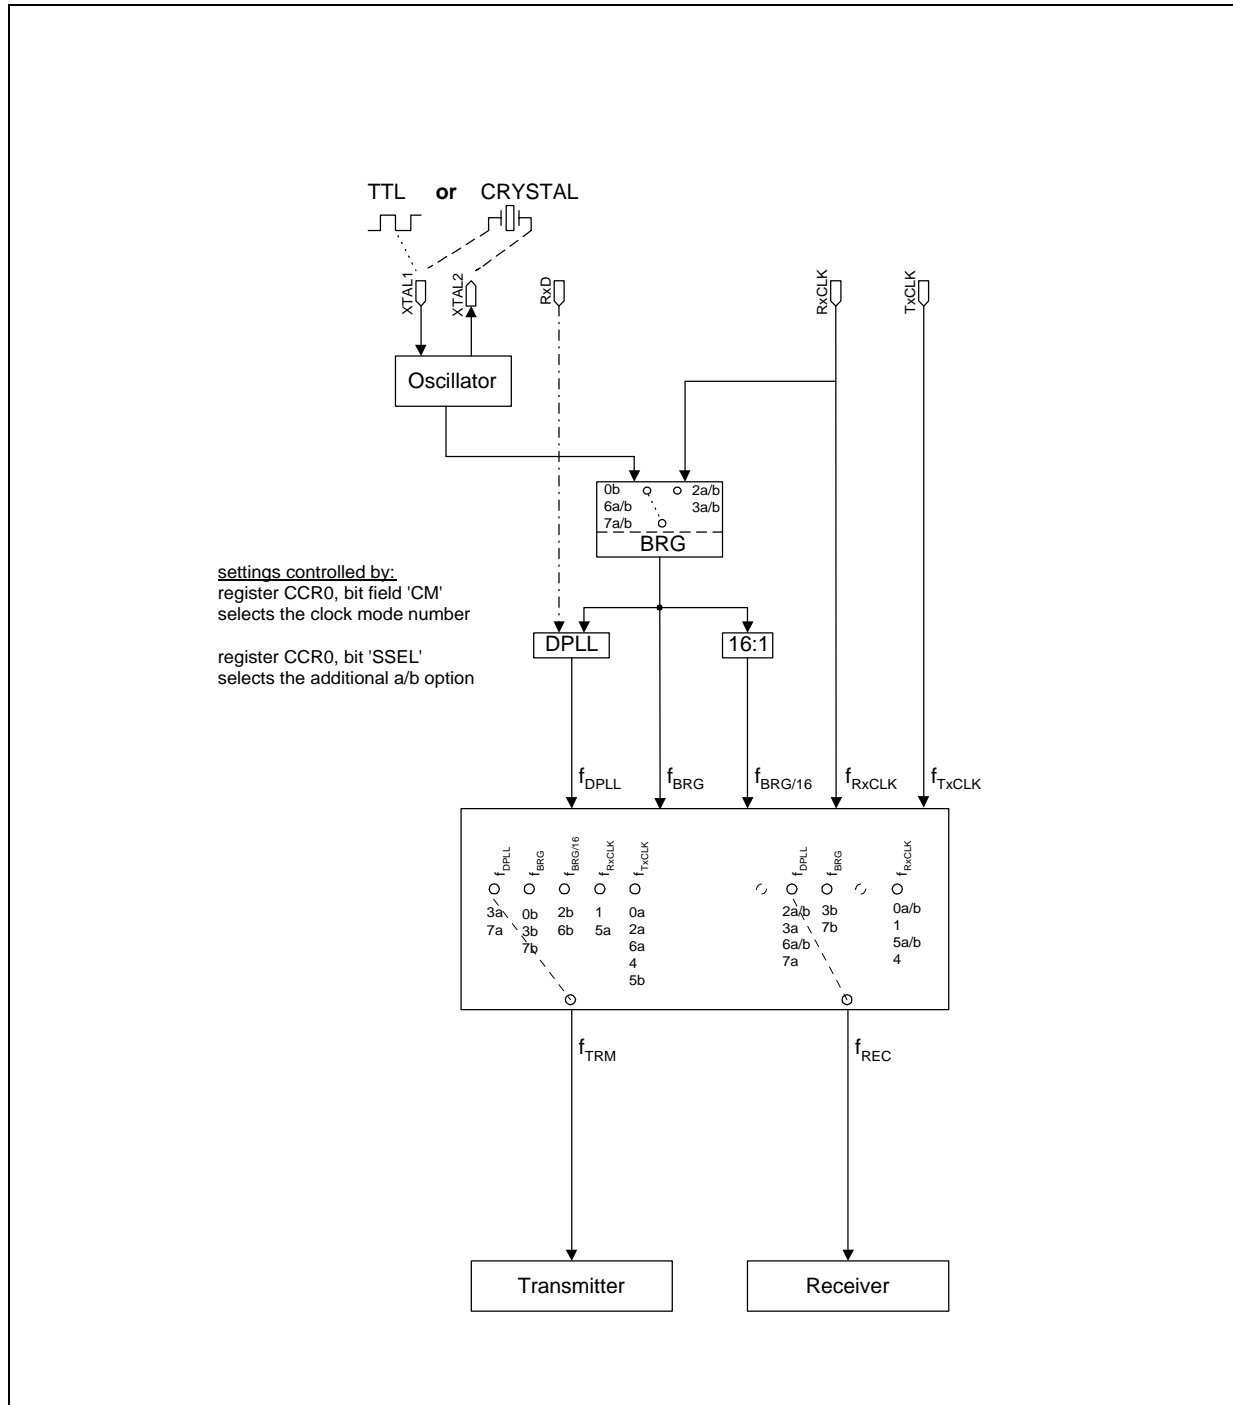 TTL or CRYSTAL
XTAL1
XTAL2
RxD
RxCLK
TxCLK
Oscillator
0b 2a/b
6a/b 3a/b
7a/b
BRG
settings controlled by:
register CCR0, bit field 'CM'
selects the clock mode number
register CCR0, bit 'SSEL'
selects the additional a/b option
DPLL
16:1
fDPLL fBRG fBRG/16 fRxCLK fTxCLK
fDPLL fBRG fBRG/16 fRxCLK fTxCLK
3a 0b 2b 1 0a
7a 3b 6b 5a 2a
7b 6a
4
5b
fDPLL fBRG fRxCLK
2a/b 3b 0a/b
3a 7b 1
6a/b 5a/b
7a 4
fTRM
fREC
Transmitter
Receiver